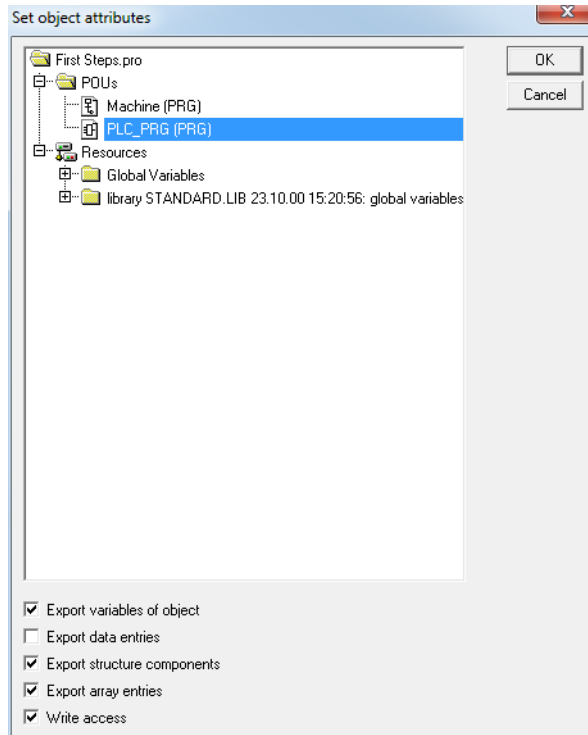 Set object attributes
First Steps.pro
POUs
Machine (PRG)
PLC_PRG (PRG)
Resources
Global Variables
library STANDARD.LIB 23.10.00 15:20:56: global variables
OK
Cancel
Export variables of object
Export data entries
Export structure components
Export array entries
Write access